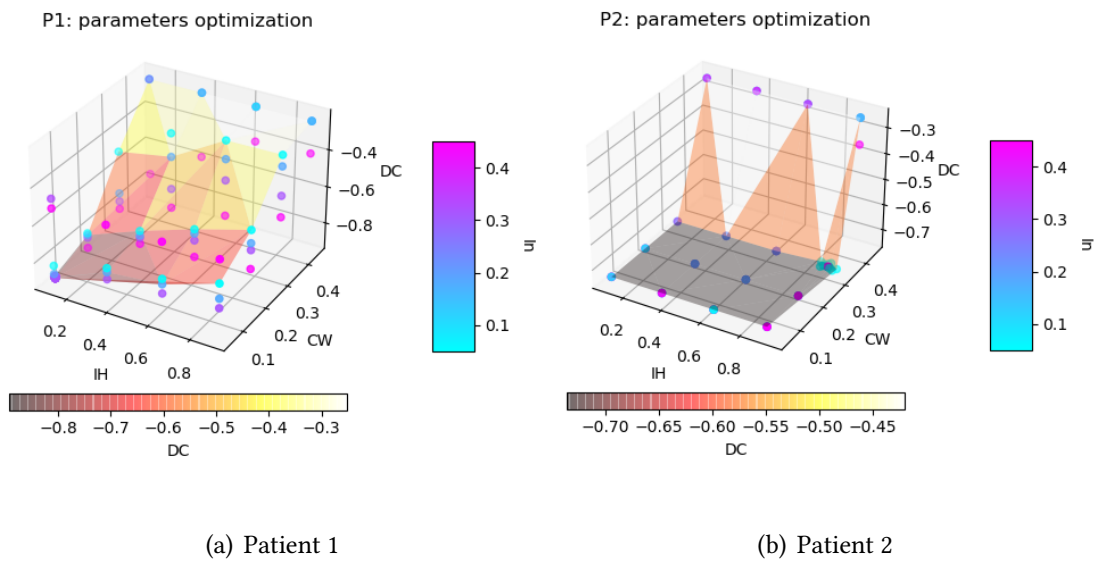 P1: parameters optimization
P2: parameters optimization
−0.4
−0.6
−0.8
DC
0.2
0.4
0.6
0.8
IH
0.1
0.2
0.3
0.4
CW
0.4
0.3
0.2
0.1
In
−0.8 −0.7 −0.6 −0.5 −0.4 −0.3
DC
−0.3
−0.4
−0.5
−0.6
−0.7
DC
0.2
0.4
0.6
0.8
IH
0.1
0.2
0.3
0.4
CW
0.4
0.3
0.2
0.1
In
−0.70 −0.65 −0.60 −0.55 −0.50 −0.45
DC
(a) Patient 1
(b) Patient 2